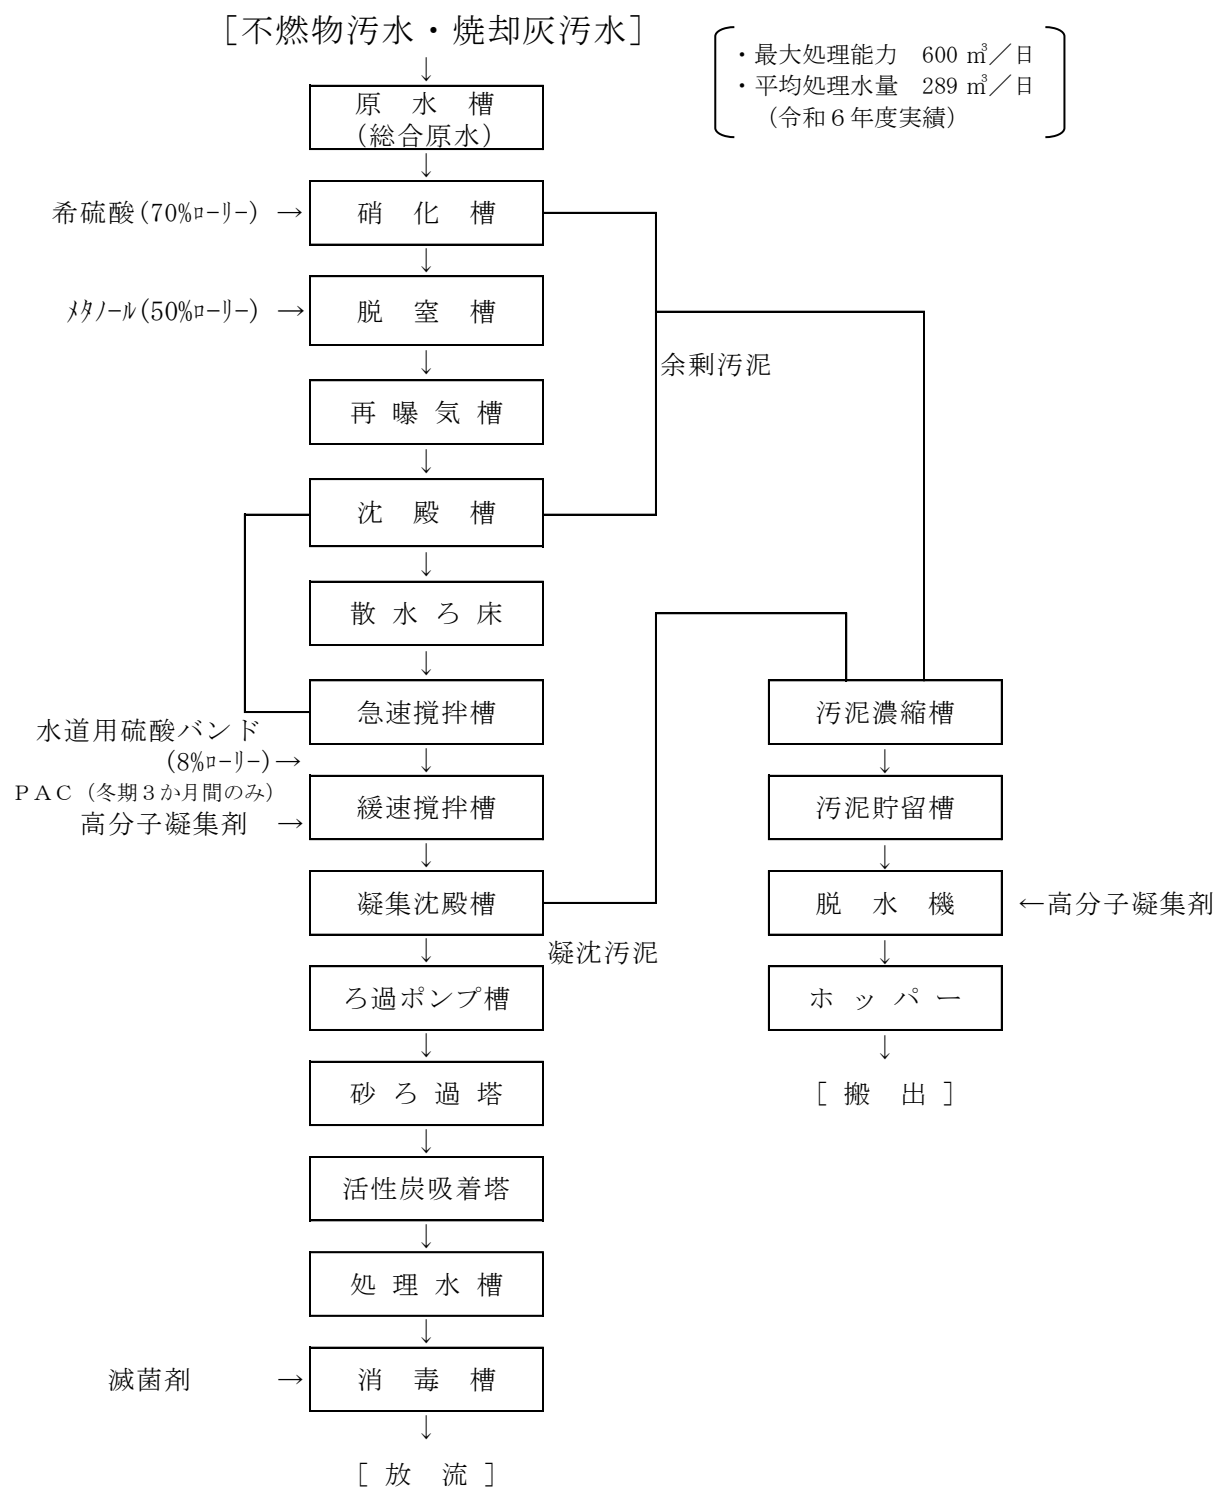 ［不燃物汚水・焼却灰汚水］
・最大処理能力　600 ㎥／日
・平均処理水量　289 ㎥／日
（令和６年度実績）
↓
原　水　槽
（総合原水）
↓
希硫酸(70%ﾛｰﾘｰ) →
硝　化　槽
↓
ﾒﾀﾉｰﾙ(50%ﾛｰﾘｰ) →
脱　窒　槽
↓
余剰汚泥
再 曝 気 槽
↓
沈　殿　槽
↓
散 水 ろ 床
↓
急速撹拌槽
水道用硫酸バンド
(8%ﾛｰﾘｰ)→
↓
ＰＡＣ（冬期３か月間のみ）
高分子凝集剤　→
緩速撹拌槽
↓
凝集沈殿槽
↓
凝沈汚泥
ろ過ポンプ槽
↓
砂 ろ 過 塔
↓
活性炭吸着塔
↓
処 理 水 槽
↓
滅菌剤　→
消　毒　槽
↓
［ 放　流 ］
汚泥濃縮槽
↓
汚泥貯留槽
↓
脱　水　機
←高分子凝集剤
↓
ホ ッ パ ー
↓
［ 搬　出 ］